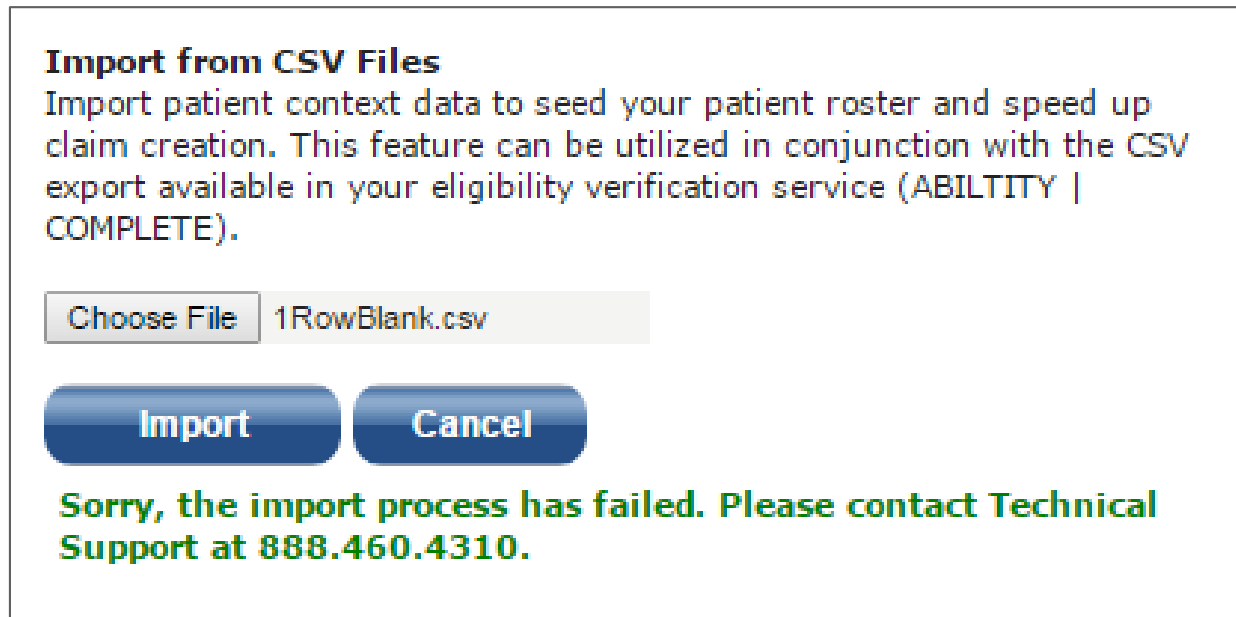 Import from CSV Files
Import patient context data to seed your patient roster and speed up
claim creation. This feature can be utilized in conjunction with the CSV
export available in your eligibility verification service (ABILTITY |
COMPLETE).
Choose File 1RowBlank.csv
Import Cancel
Sorry, the import process has failed. Please contact Technical
Support at 888.460.4310.